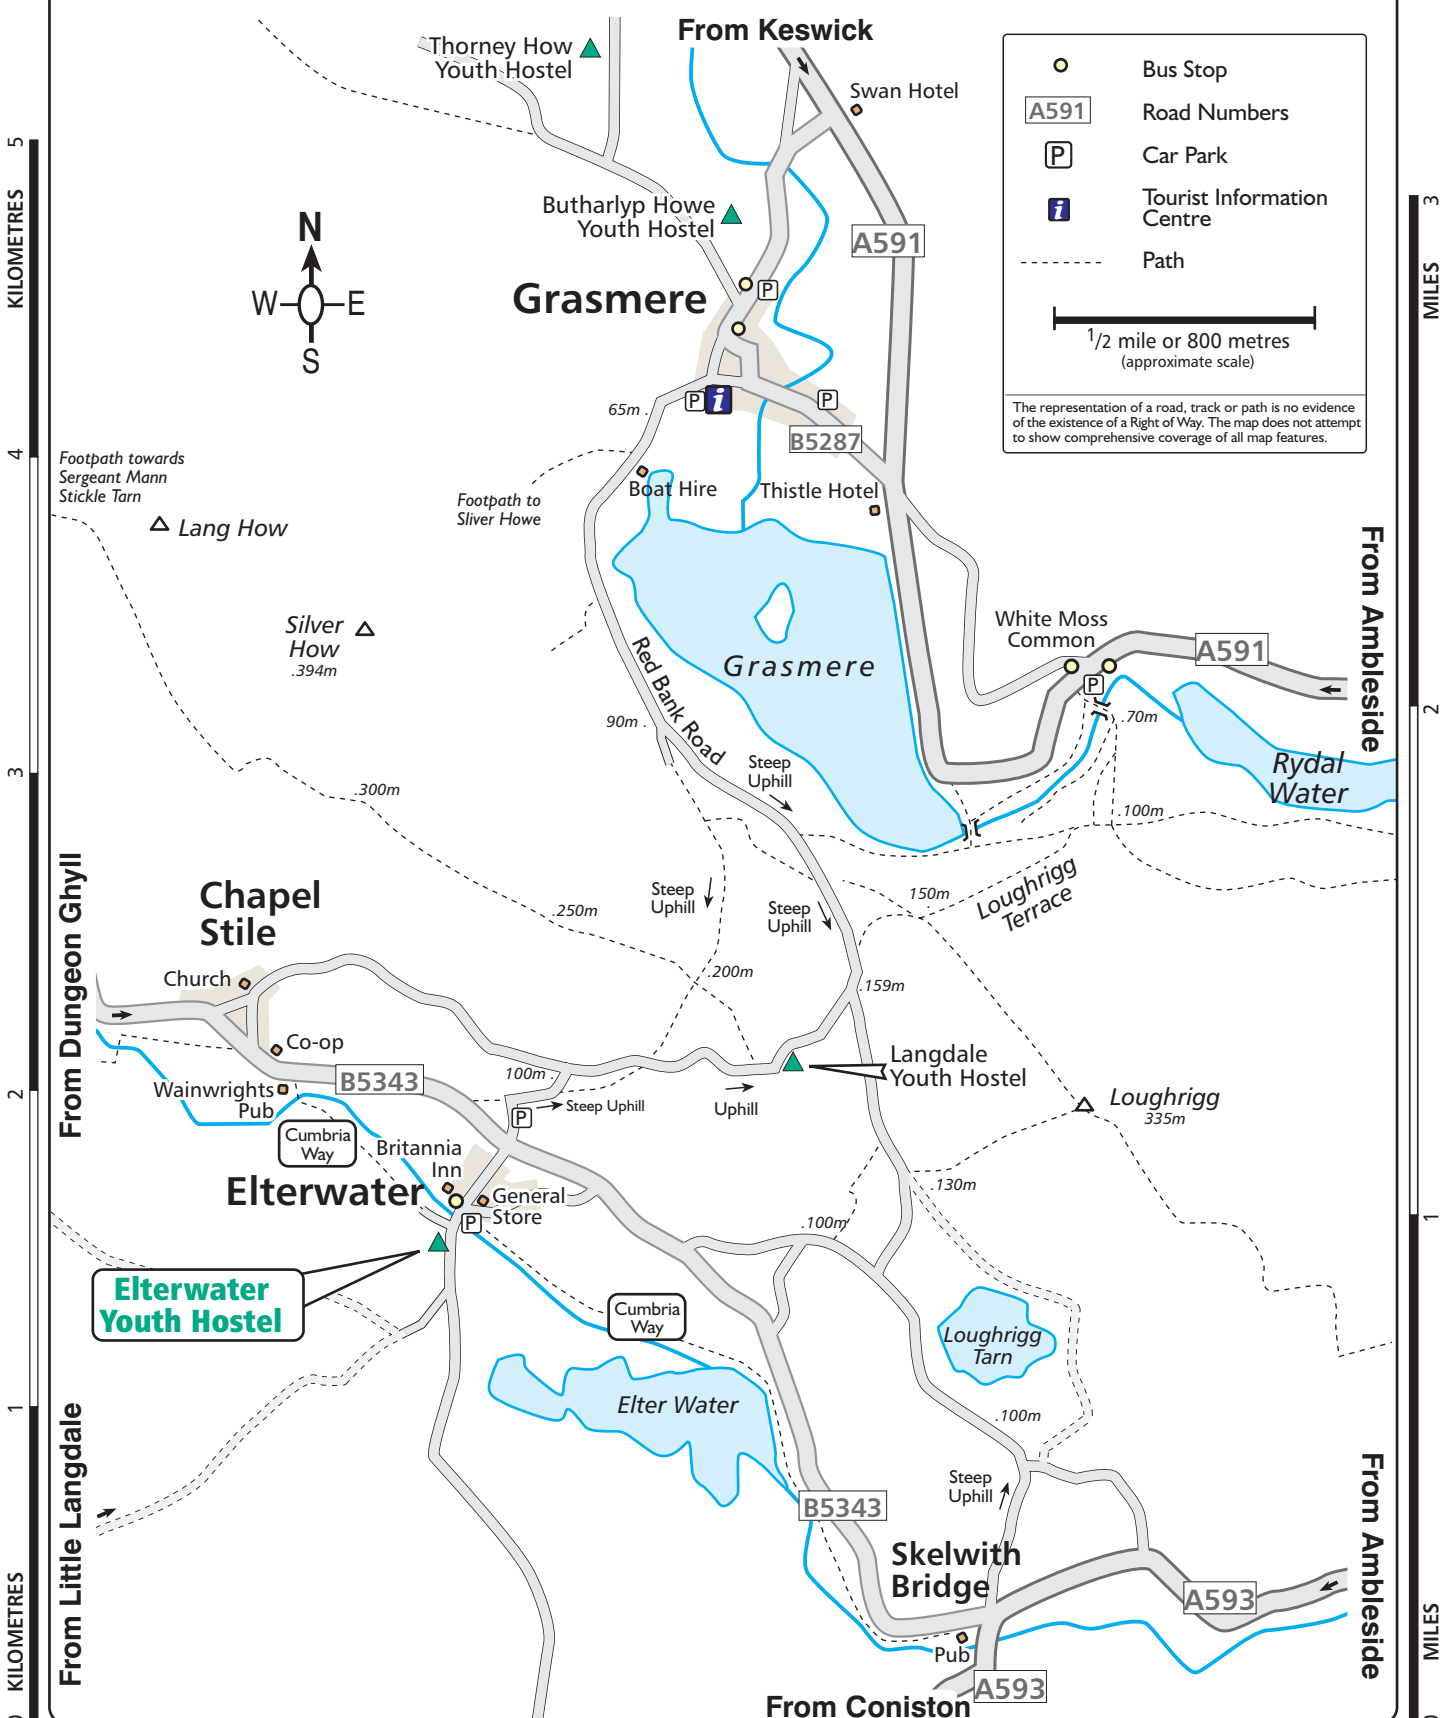 From Keswick
Thorney How
Youth Hostel
Swan Hotel
Bus Stop
A591
Road Numbers
P
Car Park
i
Tourist Information
Centre
Path
1/2 mile or 800 metres
(approximate scale)
The representation of a road, track or path is no evidence
of the existence of a Right of Way. The map does not attempt
to show comprehensive coverage of all map features.
5
KILOMETRES
3
MILES
N
W
E
S
Butharlyp Howe
Youth Hostel
A591
Grasmere
P
65m .
P
i
P
B5287
4
Footpath towards
Sergeant Mann
Stickle Tarn
Lang How
Footpath to
Sliver Howe
Boat Hire
Thistle Hotel
From Ambleside
Silver
How
.394m
White Moss
Common
A591
P
Grasmere
Red Bank Road
90m .
.70m
2
Steep
Uphill
Rydal
Water
3
.300m
.100m
From Dungeon Ghyll
Chapel
Stile
Steep
Uphill
Steep
Uphill
150m
Loughrigg
Terrace
.250m
Church
.200m
.159m
Co-op
Langdale
Youth Hostel
2
Wainwrights
Pub
B5343
100m .
P
Steep Uphill
Uphill
Loughrigg
335m
Cumbria
Way
Britannia
Inn
Elterwater
General
Store
P
.130m
.100m
1
Elterwater
Youth Hostel
Cumbria
Way
Loughrigg
Tarn
Elter Water
1
.100m
From Little Langdale
Steep
Uphill
B5343
From Ambleside
Skelwith
Bridge
A593
KILOMETRES
MILES
Pub
A593
From Coniston